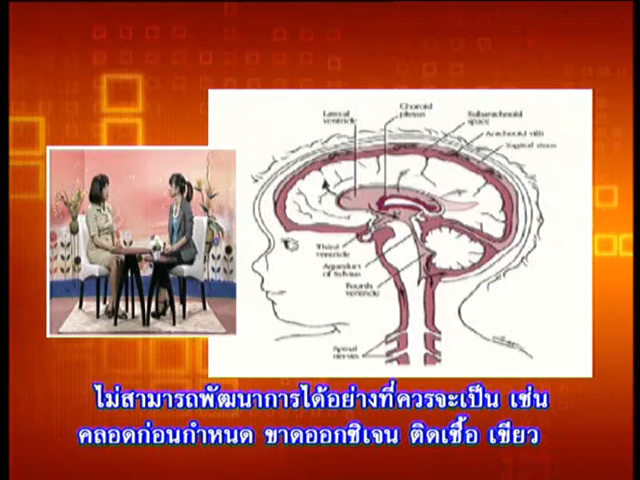 Lateral
ventricle
Choroid
plexus
Subarachnoid
space
Arachnoid villi
Sagittal sinus
Third
ventricle
Aqueduct
of Sylvius
Fourth
ventricle
Spinal
nerves
ไม่สามารถพัฒนาการได้อย่างที่ควรจะเป็น เช่น
คลอดก่อนกำหนด ขาดออกซิเจน ติดเชื้อ เขียว